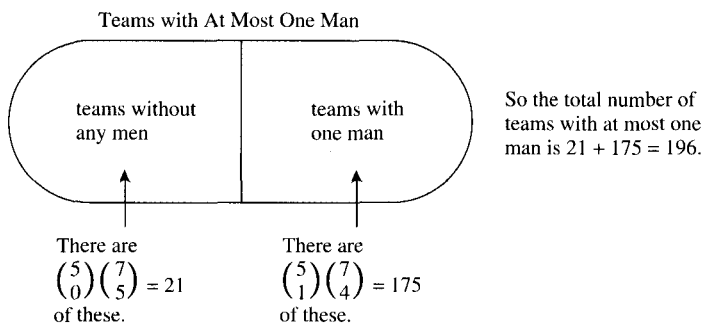 Teams with At Most One Man
teams without
any men
teams with
one man
So the total number of
teams with at most one
man is 21 + 175 = 196.
There are
(5 0)(7 5) = 21
of these.
There are
(5 1)(7 4) = 175
of these.